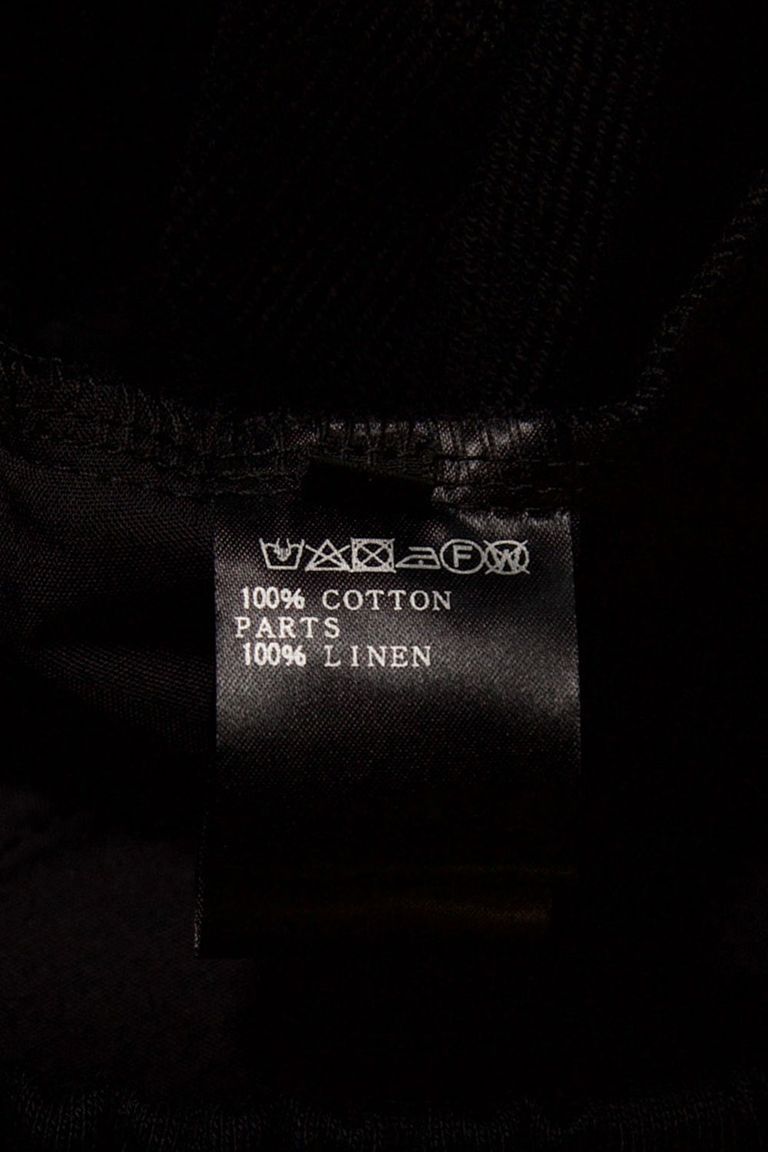 F W
100% COTTON
PARTS
100% LINEN